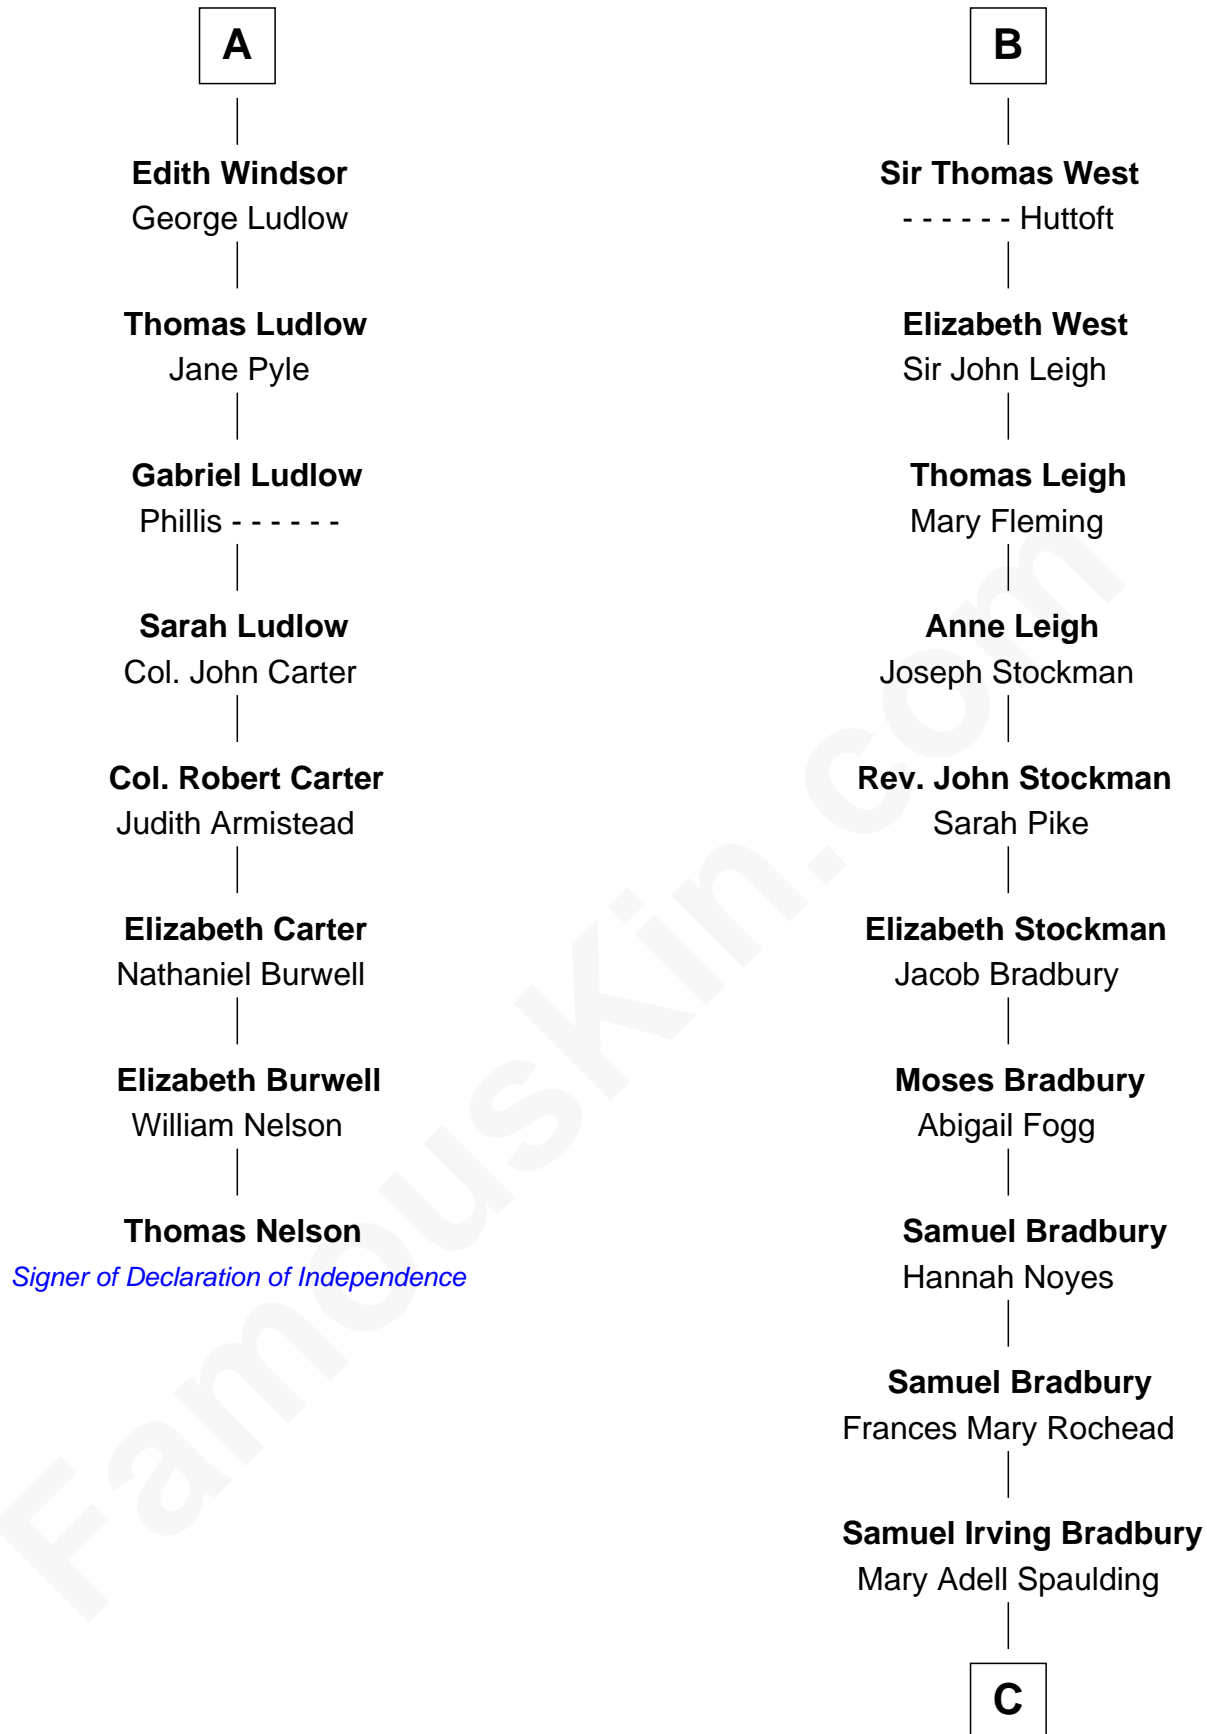 A
Edith Windsor
George Ludlow
Thomas Ludlow
Jane Pyle
Gabriel Ludlow
Phillis - - - - - -
Sarah Ludlow
Col. John Carter
Col. Robert Carter
Judith Armistead
Elizabeth Carter
Nathaniel Burwell
Elizabeth Burwell
William Nelson
Thomas Nelson
Signer of Declaration of Independence
B
Sir Thomas West
- - - - - - Huttoft
Elizabeth West
Sir John Leigh
Thomas Leigh
Mary Fleming
Anne Leigh
Joseph Stockman
Rev. John Stockman
Sarah Pike
Elizabeth Stockman
Jacob Bradbury
Moses Bradbury
Abigail Fogg
Samuel Bradbury
Hannah Noyes
Samuel Bradbury
Frances Mary Rochead
Samuel Irving Bradbury
Mary Adell Spaulding
C
FamousKin.com